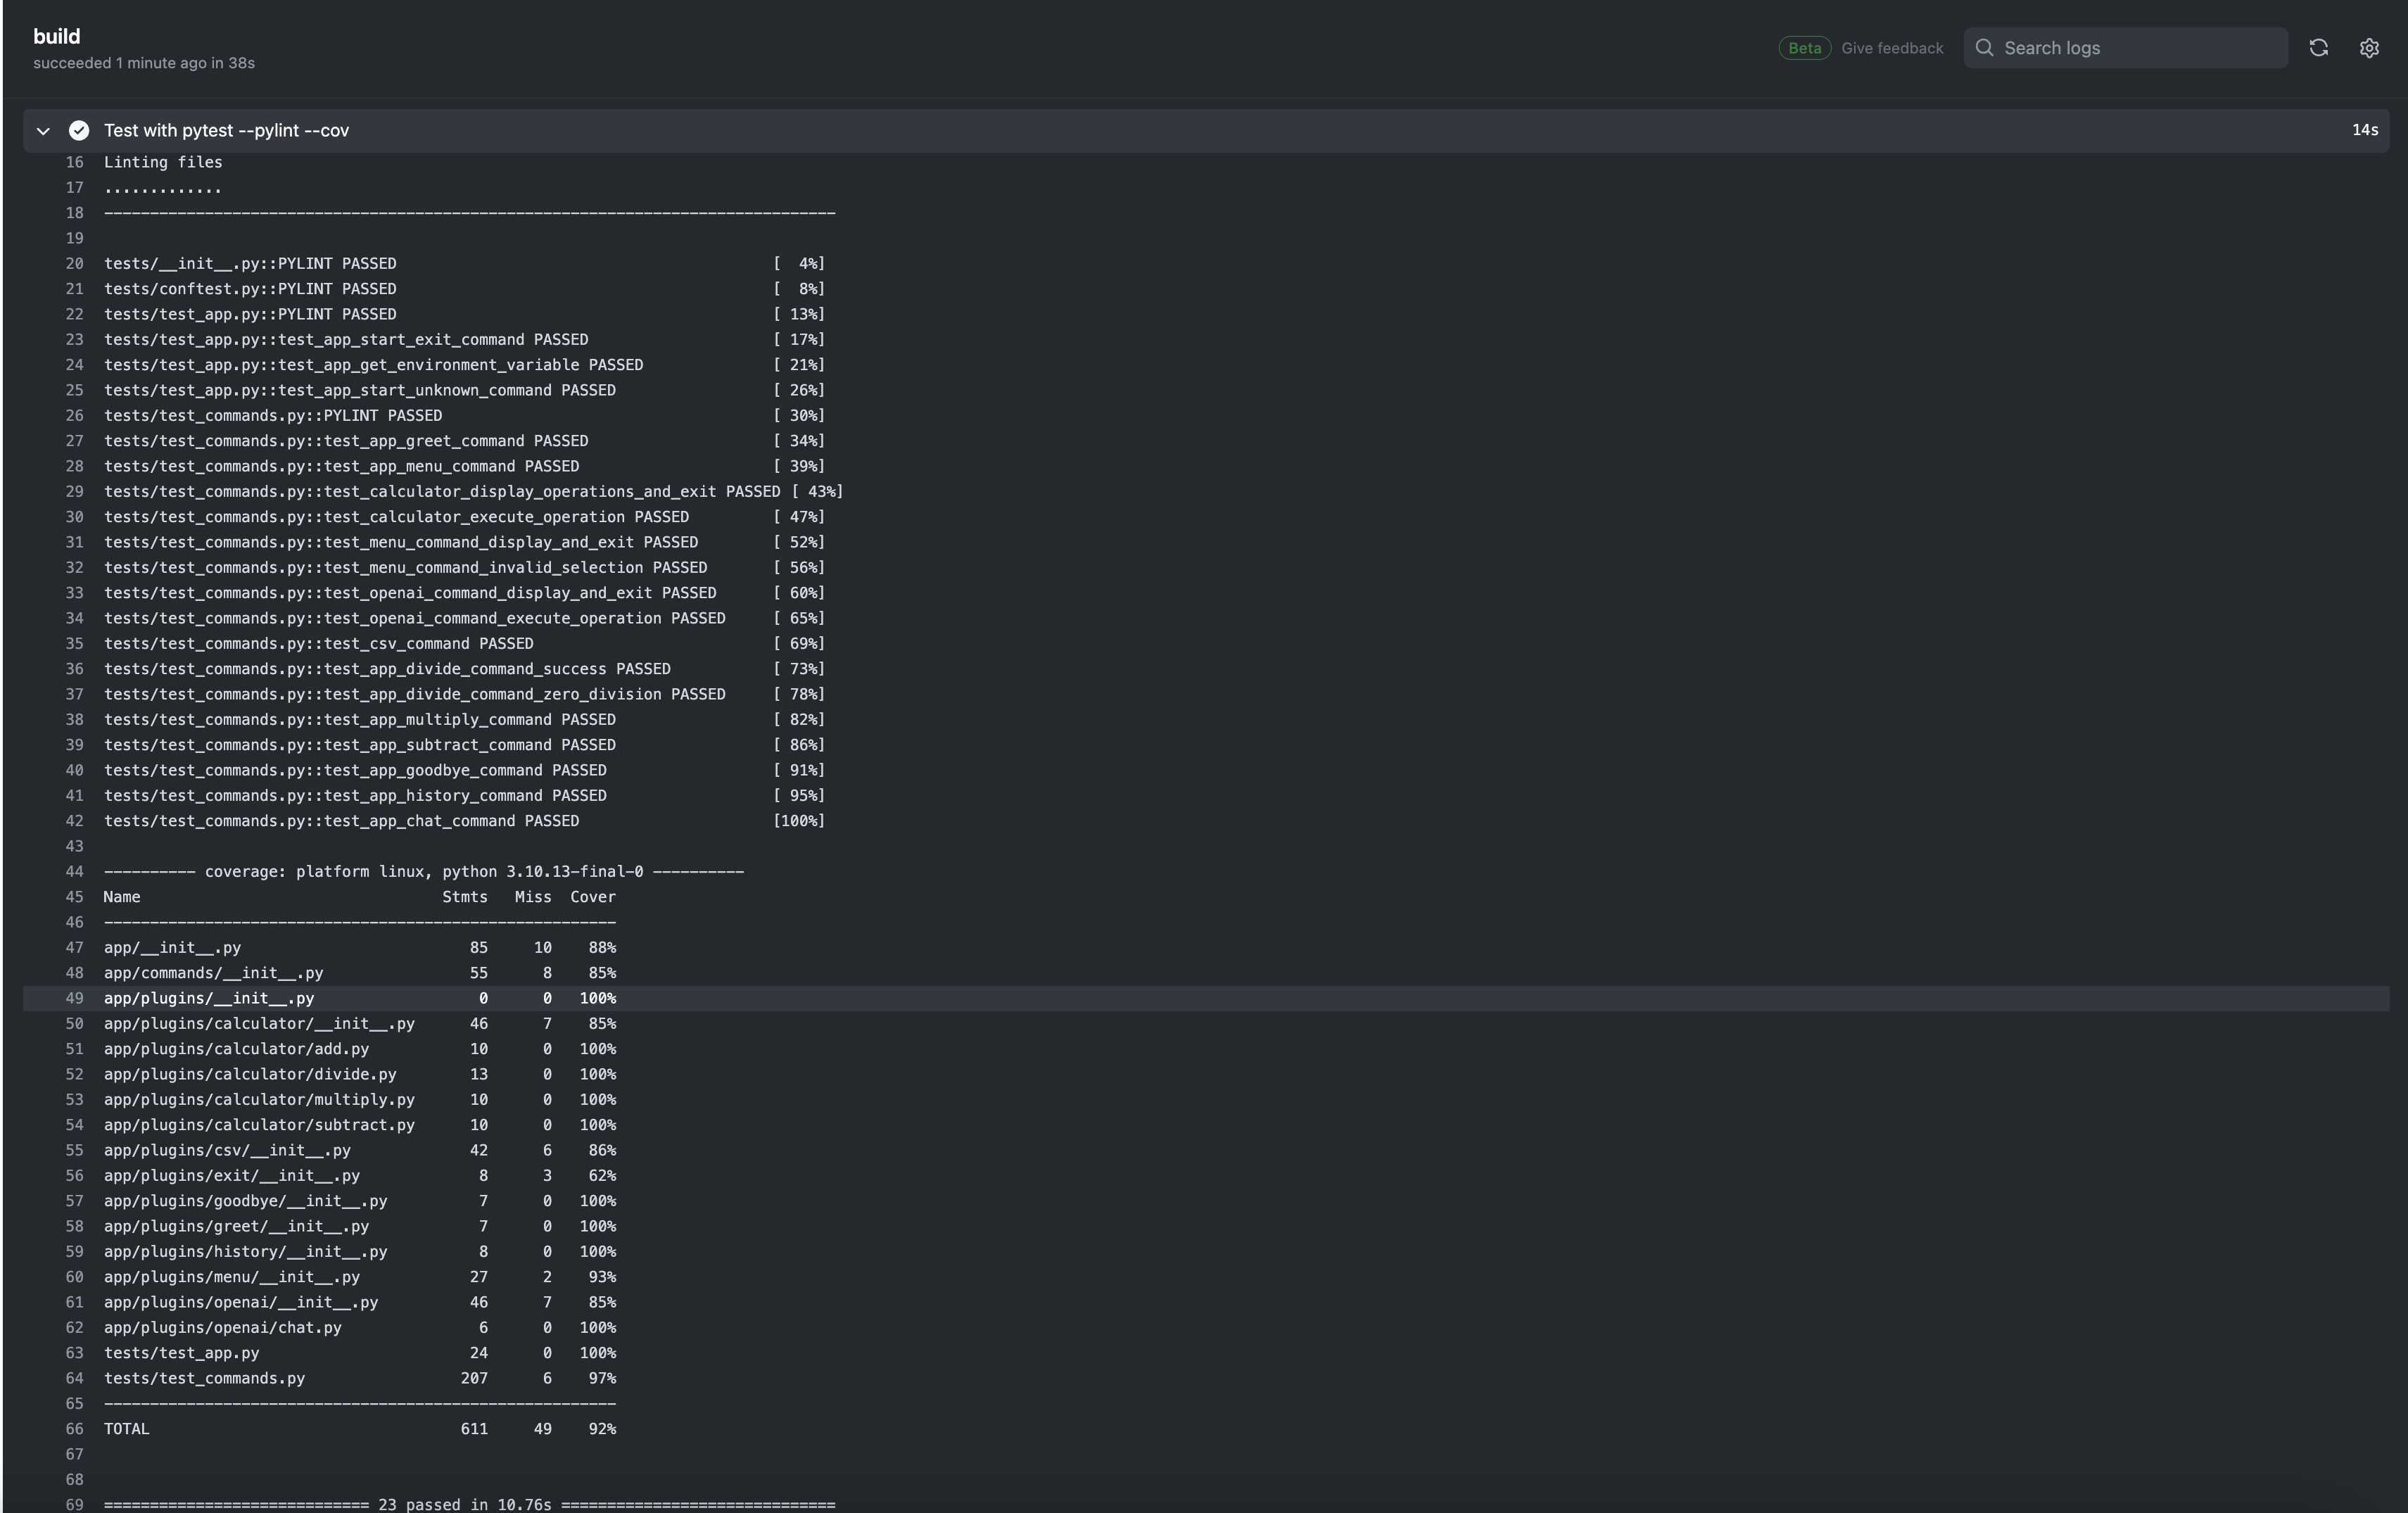 build
succeeded 1 minute ago in 38s
Beta Give feedback Search logs
Test with pytest --pylint --cov 14s
16 Linting files
17 .............
18 --------------------------------------------------------------------------------
19
20 tests/__init__.py::PYLINT PASSED [  4%]
21 tests/conftest.py::PYLINT PASSED [  8%]
22 tests/test_app.py::PYLINT PASSED [ 13%]
23 tests/test_app.py::test_app_start_exit_command PASSED [ 17%]
24 tests/test_app.py::test_app_get_environment_variable PASSED [ 21%]
25 tests/test_app.py::test_app_start_unknown_command PASSED [ 26%]
26 tests/test_commands.py::PYLINT PASSED [ 30%]
27 tests/test_commands.py::test_app_greet_command PASSED [ 34%]
28 tests/test_commands.py::test_app_menu_command PASSED [ 39%]
29 tests/test_commands.py::test_calculator_display_operations_and_exit PASSED [ 43%]
30 tests/test_commands.py::test_calculator_execute_operation PASSED [ 47%]
31 tests/test_commands.py::test_menu_command_display_and_exit PASSED [ 52%]
32 tests/test_commands.py::test_menu_command_invalid_selection PASSED [ 56%]
33 tests/test_commands.py::test_openai_command_display_and_exit PASSED [ 60%]
34 tests/test_commands.py::test_openai_command_execute_operation PASSED [ 65%]
35 tests/test_commands.py::test_csv_command PASSED [ 69%]
36 tests/test_commands.py::test_app_divide_command_success PASSED [ 73%]
37 tests/test_commands.py::test_app_divide_command_zero_division PASSED [ 78%]
38 tests/test_commands.py::test_app_multiply_command PASSED [ 82%]
39 tests/test_commands.py::test_app_subtract_command PASSED [ 86%]
40 tests/test_commands.py::test_app_goodbye_command PASSED [ 91%]
41 tests/test_commands.py::test_app_history_command PASSED [ 95%]
42 tests/test_commands.py::test_app_chat_command PASSED [100%]
43
44 ---------- coverage: platform linux, python 3.10.13-final-0 ----------
45 Name Stmts Miss Cover
46 --------------------------------------------------------
47 app/__init__.py 85 10 88%
48 app/commands/__init__.py 55 8 85%
49 app/plugins/__init__.py 0 0 100%
50 app/plugins/calculator/__init__.py 46 7 85%
51 app/plugins/calculator/add.py 10 0 100%
52 app/plugins/calculator/divide.py 13 0 100%
53 app/plugins/calculator/multiply.py 10 0 100%
54 app/plugins/calculator/subtract.py 10 0 100%
55 app/plugins/csv/__init__.py 42 6 86%
56 app/plugins/exit/__init__.py 8 3 62%
57 app/plugins/goodbye/__init__.py 7 0 100%
58 app/plugins/greet/__init__.py 7 0 100%
59 app/plugins/history/__init__.py 8 0 100%
60 app/plugins/menu/__init__.py 27 2 93%
61 app/plugins/openai/__init__.py 46 7 85%
62 app/plugins/openai/chat.py 6 0 100%
63 tests/test_app.py 24 0 100%
64 tests/test_commands.py 207 6 97%
65 --------------------------------------------------------
66 TOTAL 611 49 92%
67
68
69 ============================= 23 passed in 10.76s ==============================